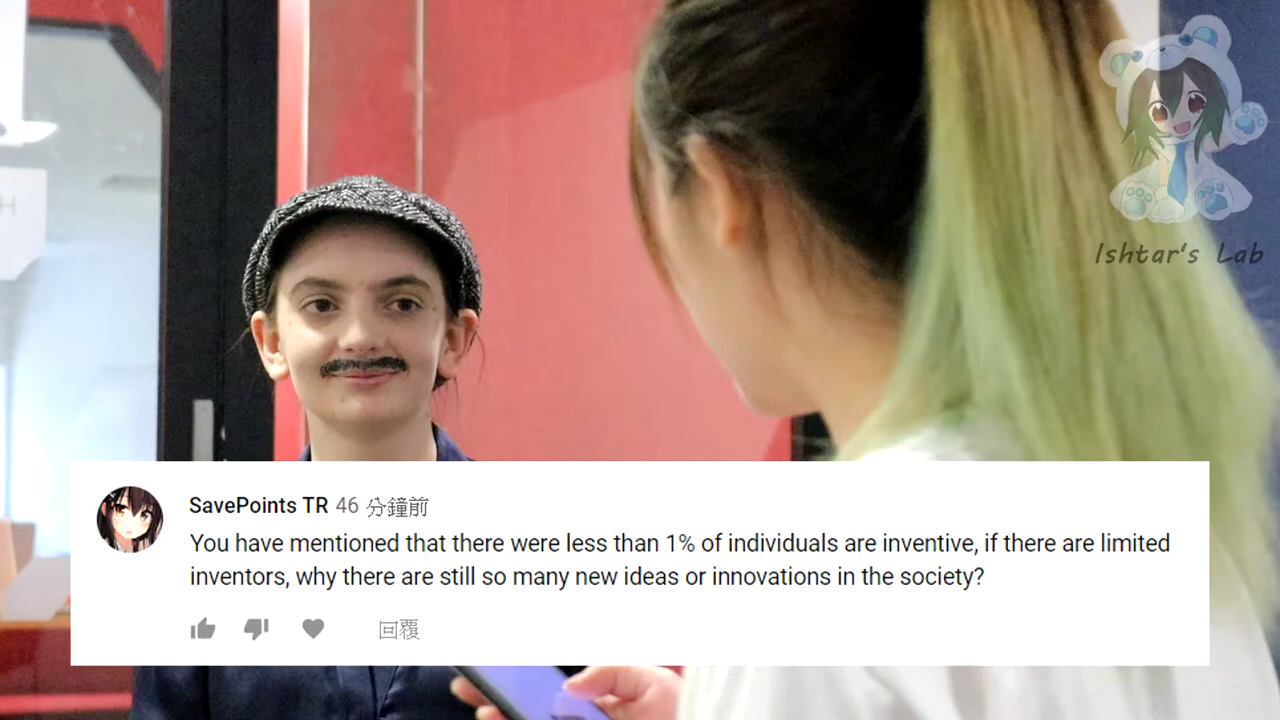 H
Ishtar's Lab
SavePoints TR 46 分鐘前
You have mentioned that there were less than 1% of individuals are inventive, if there are limited
inventors, why there are still so many new ideas or innovations in the society?
回覆